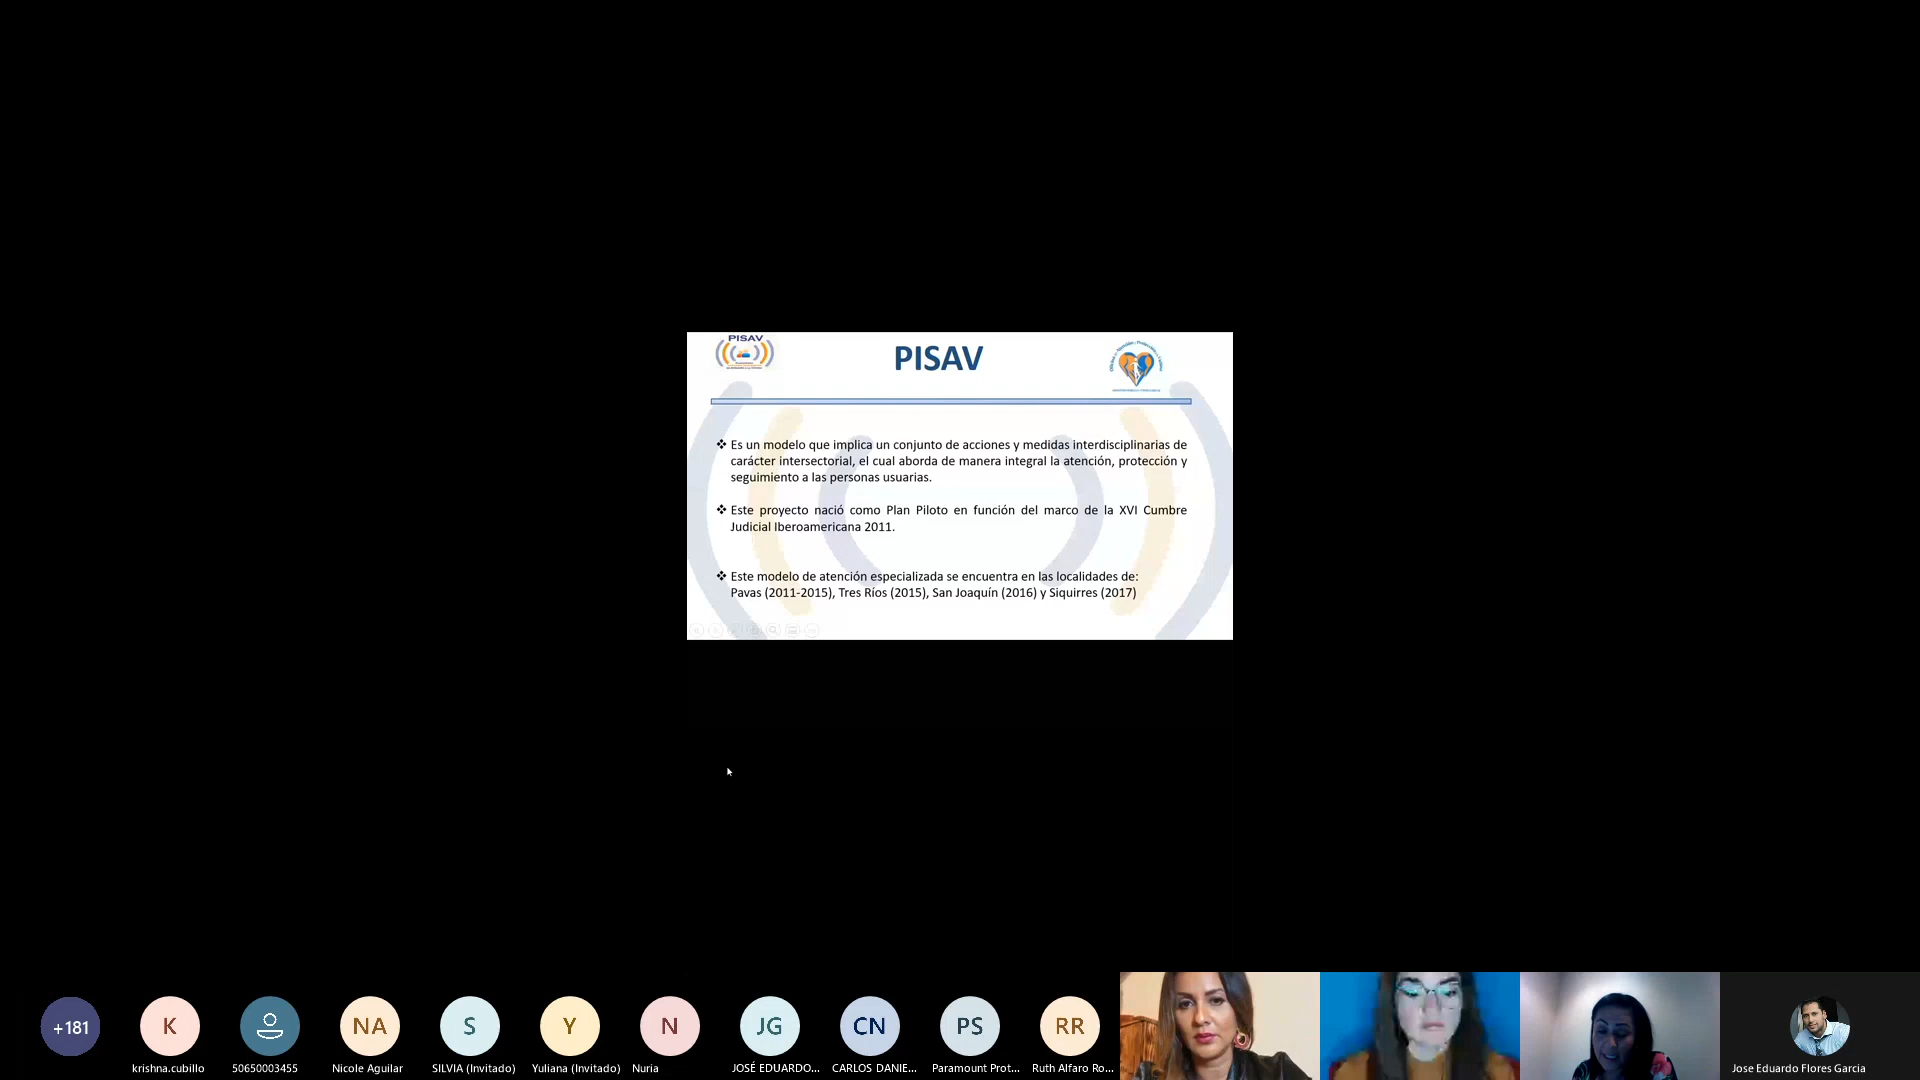 PISAV
PISAV
❖ Es un modelo que implica un conjunto de acciones y medidas interdisciplinarias de
carácter intersectorial, el cual aborda de manera integral la atención, protección y
seguimiento a las personas usuarias.
❖ Este proyecto nació como Plan Piloto en función del marco de la XVI Cumbre
Judicial Iberoamericana 2011.
❖ Este modelo de atención especializada se encuentra en las localidades de:
Pavas (2011-2015), Tres Ríos (2015), San Joaquín (2016) y Siquirres (2017)
+181
K
NA
S
Y
N
JG
CN
PS
RR
krishna.cubillo
50650003455
Nicole Aguilar
SILVIA (Invitado)
Yuliana (Invitado)
Nuria
JOSÉ EDUARDO...
CARLOS DANIE...
Paramount Prot...
Ruth Alfaro Ro...
Jose Eduardo Flores Garcia